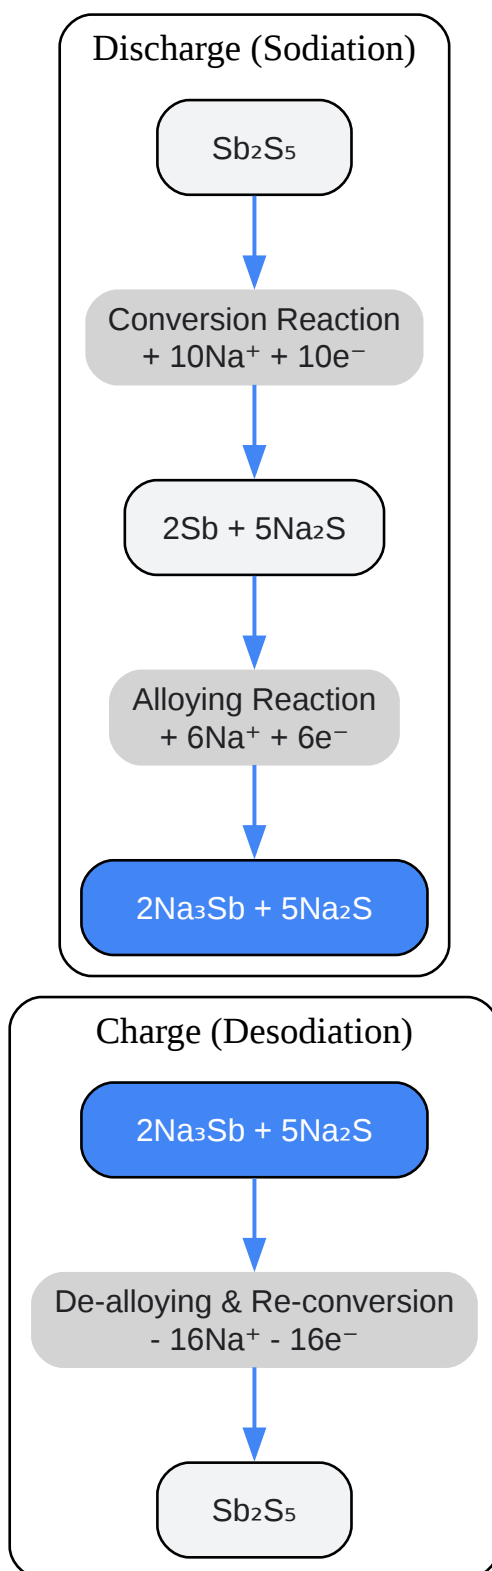 Discharge (Sodiation)
Sb₂S₅
Conversion Reaction
+ 10Na⁺ + 10e⁻
2Sb + 5Na₂S
Alloying Reaction
+ 6Na⁺ + 6e⁻
2Na₃Sb + 5Na₂S
Charge (Desodiation)
2Na₃Sb + 5Na₂S
De-alloying & Re-conversion
- 16Na⁺ - 16e⁻
Sb₂S₅